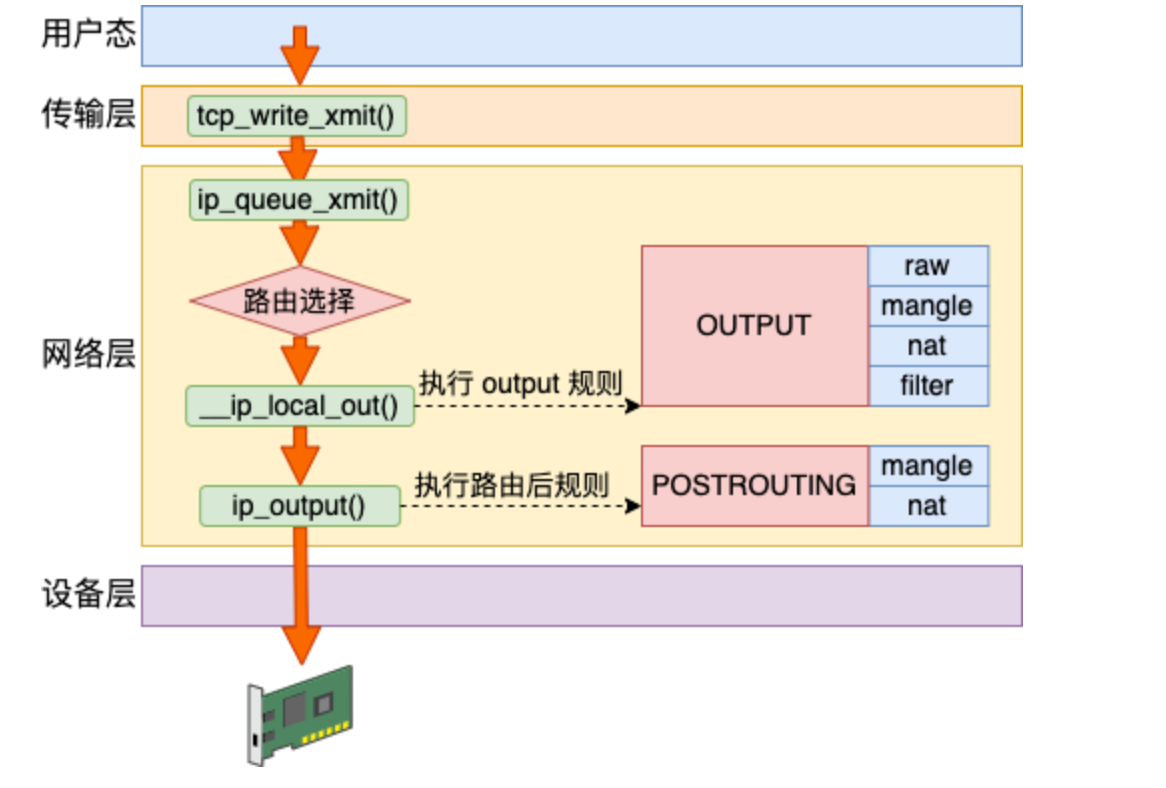 用户态
传输层
tcp_write_xmit()
ip_queue_xmit()
路由选择
网络层
__ip_local_out()
执行 output 规则
OUTPUT
raw
mangle
nat
filter
ip_output()
执行路由后规则
POSTROUTING
mangle
nat
设备层